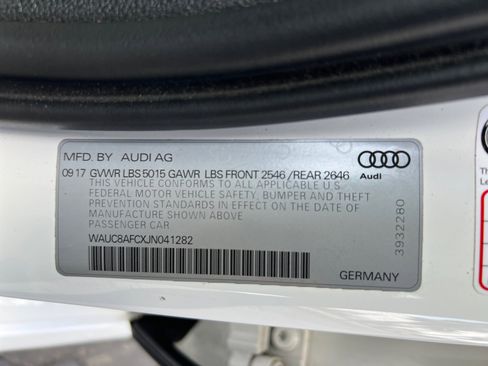 MFD. BY AUDI AG
09 17 GVWR LBS 5015 GAWR LBS FRONT 2546 /REAR 2646
Audi
THIS VEHICLE CONFORMS TO ALL APPLICABLE U.S.
FEDERAL MOTOR VEHICLE SAFETY, BUMPER AND THEFT
PREVENTION STANDARDS IN EFFECT ON THE DATE OF
MANUFACTURE SHOWN ABOVE.
PASSENGER CAR
WAUC8AFCXJN041282
GERMANY
3932280